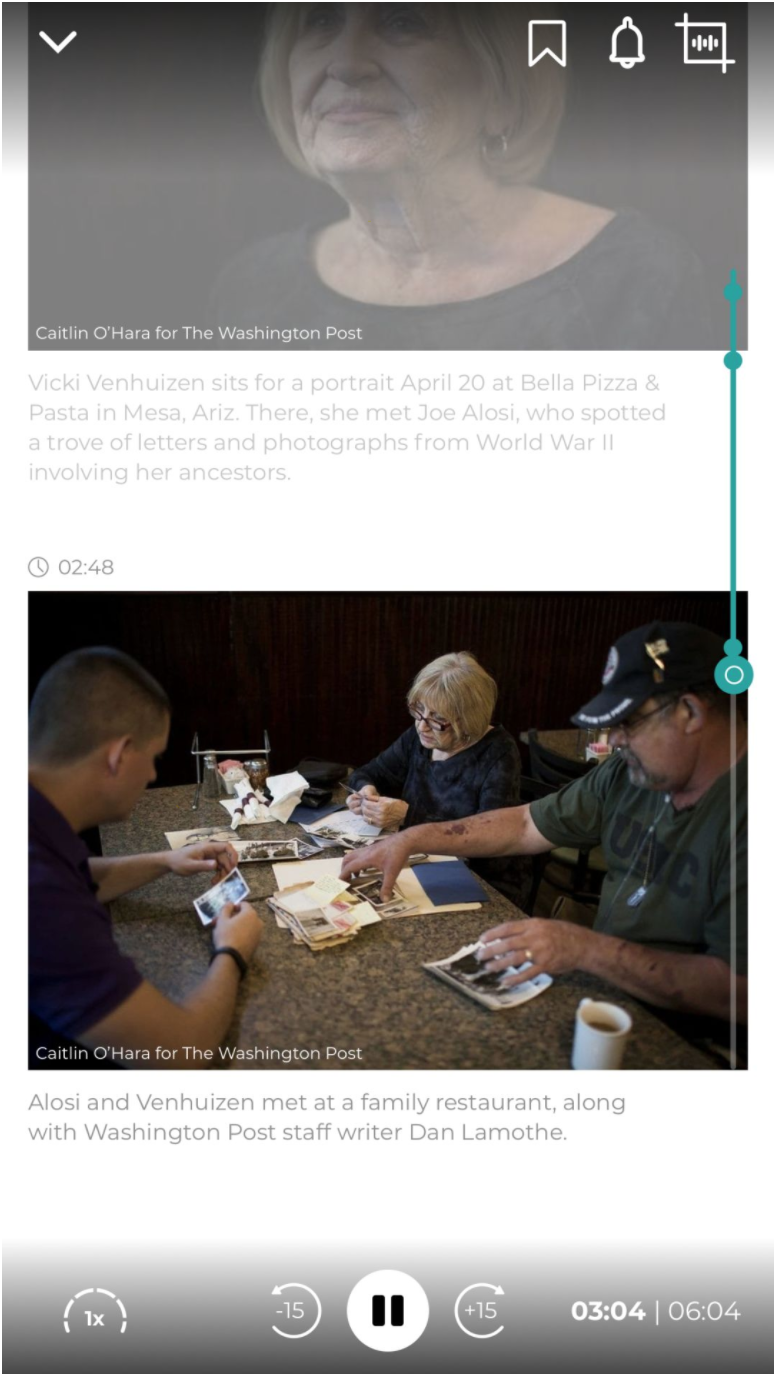 Caitlin O'Hara for The Washington Post
Vicki Venhuizen sits for a portrait April 20 at Bella Pizza &
Pasta in Mesa, Ariz. There, she met Joe Alosi, who spotted
a trove of letters and photographs from World War II
involving her ancestors.
02:48
Caitlin O'Hara for The Washington Post
Alosi and Venhuizen met at a family restaurant, along
with Washington Post staff writer Dan Lamothe.
1x
-15
+15
03:04 | 06:04